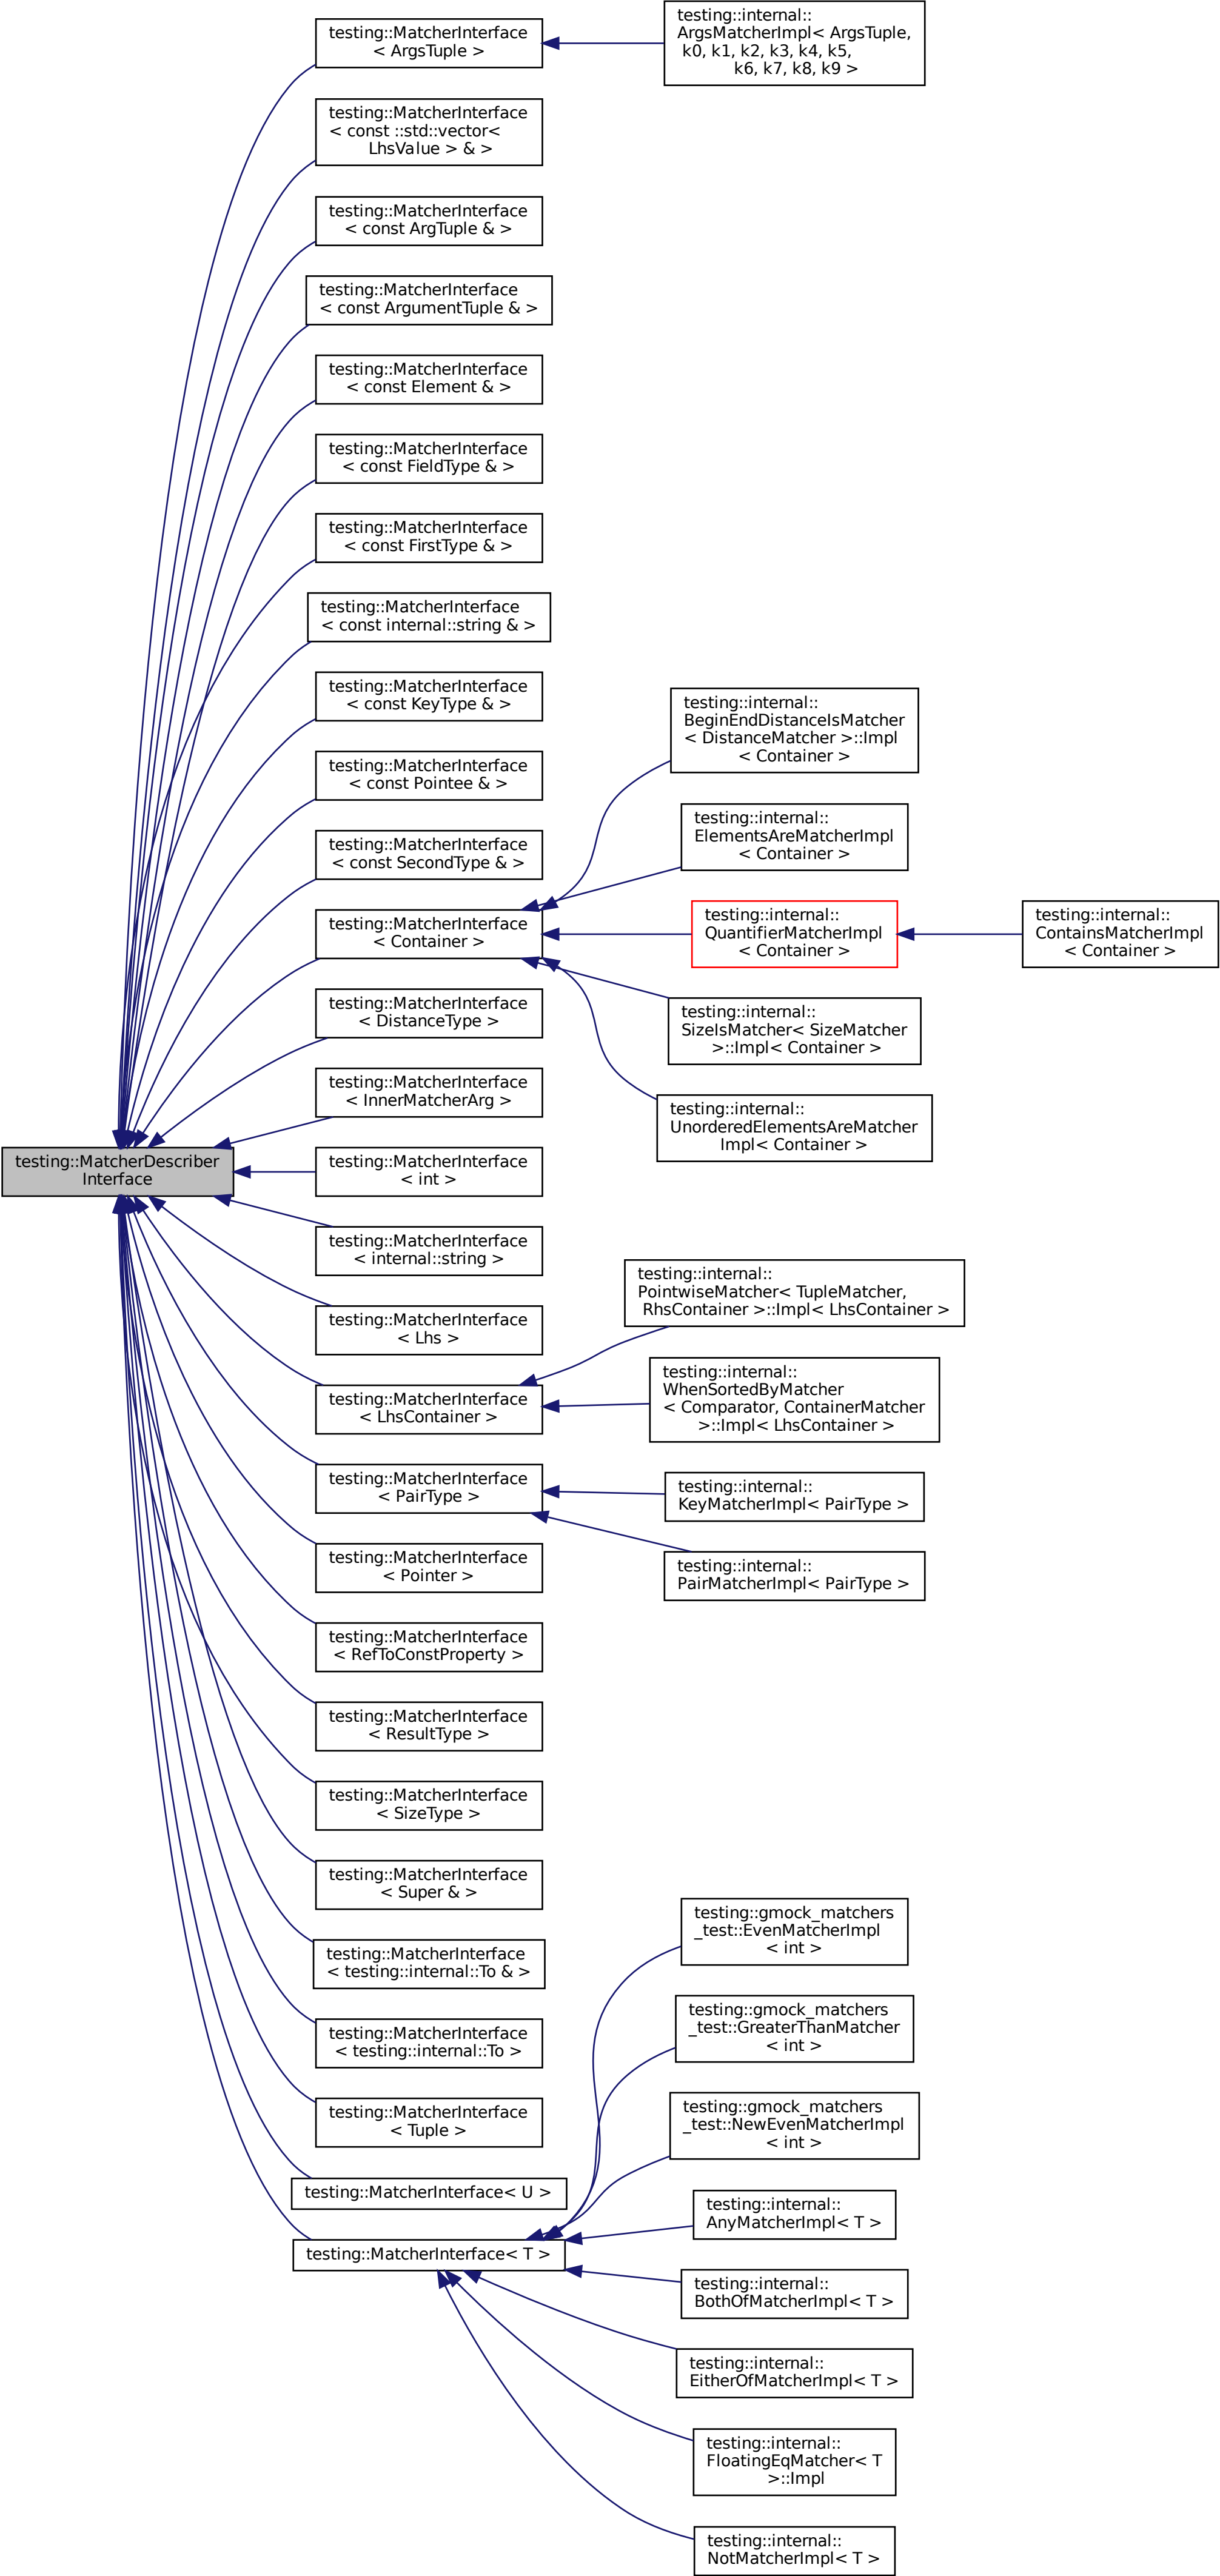 testing::MatcherInterface
< ArgsTuple >
testing::internal::
ArgsMatcherImpl< ArgsTuple,
k0, k1, k2, k3, k4, k5,
k6, k7, k8, k9 >
testing::MatcherInterface
< const ::std::vector<
LhsValue > & >
testing::MatcherInterface
< const ArgTuple & >
testing::MatcherInterface
< const ArgumentTuple & >
testing::MatcherInterface
< const Element & >
testing::MatcherInterface
< const FieldType & >
testing::MatcherInterface
< const FirstType & >
testing::MatcherInterface
< const internal::string & >
testing::MatcherInterface
< const KeyType & >
testing::MatcherInterface
< const Pointee & >
testing::MatcherInterface
< const SecondType & >
testing::MatcherInterface
< Container >
testing::internal::
BeginEndDistanceIsMatcher
< DistanceMatcher >::Impl
< Container >
testing::internal::
ElementsAreMatcherImpl
< Container >
testing::internal::
QuantifierMatcherImpl
< Container >
testing::internal::
ContainsMatcherImpl
< Container >
testing::internal::
SizeIsMatcher< SizeMatcher
>::Impl< Container >
testing::internal::
UnorderedElementsAreMatcher
Impl< Container >
testing::MatcherInterface
< DistanceType >
testing::MatcherInterface
< InnerMatcherArg >
testing::MatcherDescriber
Interface
testing::MatcherInterface
< int >
testing::MatcherInterface
< internal::string >
testing::MatcherInterface
< Lhs >
testing::MatcherInterface
< LhsContainer >
testing::internal::
PointwiseMatcher< TupleMatcher,
RhsContainer >::Impl< LhsContainer >
testing::internal::
WhenSortedByMatcher
< Comparator, ContainerMatcher
>::Impl< LhsContainer >
testing::MatcherInterface
< PairType >
testing::internal::
KeyMatcherImpl< PairType >
testing::internal::
PairMatcherImpl< PairType >
testing::MatcherInterface
< Pointer >
testing::MatcherInterface
< RefToConstProperty >
testing::MatcherInterface
< ResultType >
testing::MatcherInterface
< SizeType >
testing::MatcherInterface
< Super & >
testing::MatcherInterface
< testing::internal::To & >
testing::MatcherInterface
< testing::internal::To >
testing::MatcherInterface
< Tuple >
testing::MatcherInterface< U >
testing::MatcherInterface< T >
testing::gmock_matchers
_test::EvenMatcherImpl
< int >
testing::gmock_matchers
_test::GreaterThanMatcher
< int >
testing::gmock_matchers
_test::NewEvenMatcherImpl
< int >
testing::internal::
AnyMatcherImpl< T >
testing::internal::
BothOfMatcherImpl< T >
testing::internal::
EitherOfMatcherImpl< T >
testing::internal::
FloatingEqMatcher< T
>::Impl
testing::internal::
NotMatcherImpl< T >